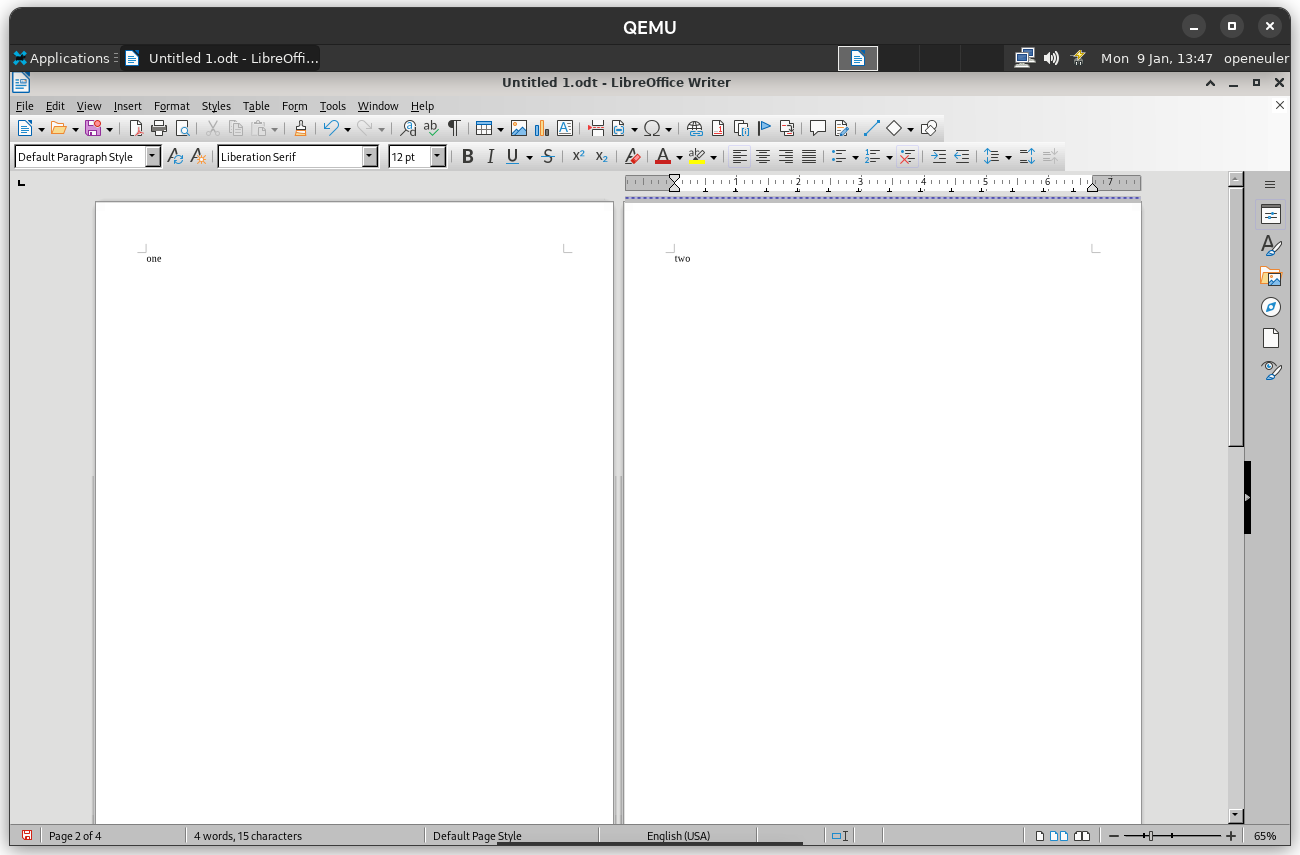 QEMU
Applications Untitled 1.odt - LibreOffi... Mon 9 Jan, 13:47 openeuler
Untitled 1.odt - LibreOffice Writer
File Edit View Insert Format Styles Table Form Tools Window Help
Default Paragraph Style Liberation Serif 12 pt
1 2 3 4 5 6 7
one two
Page 2 of 4 4 words, 15 characters Default Page Style English (USA) 65%